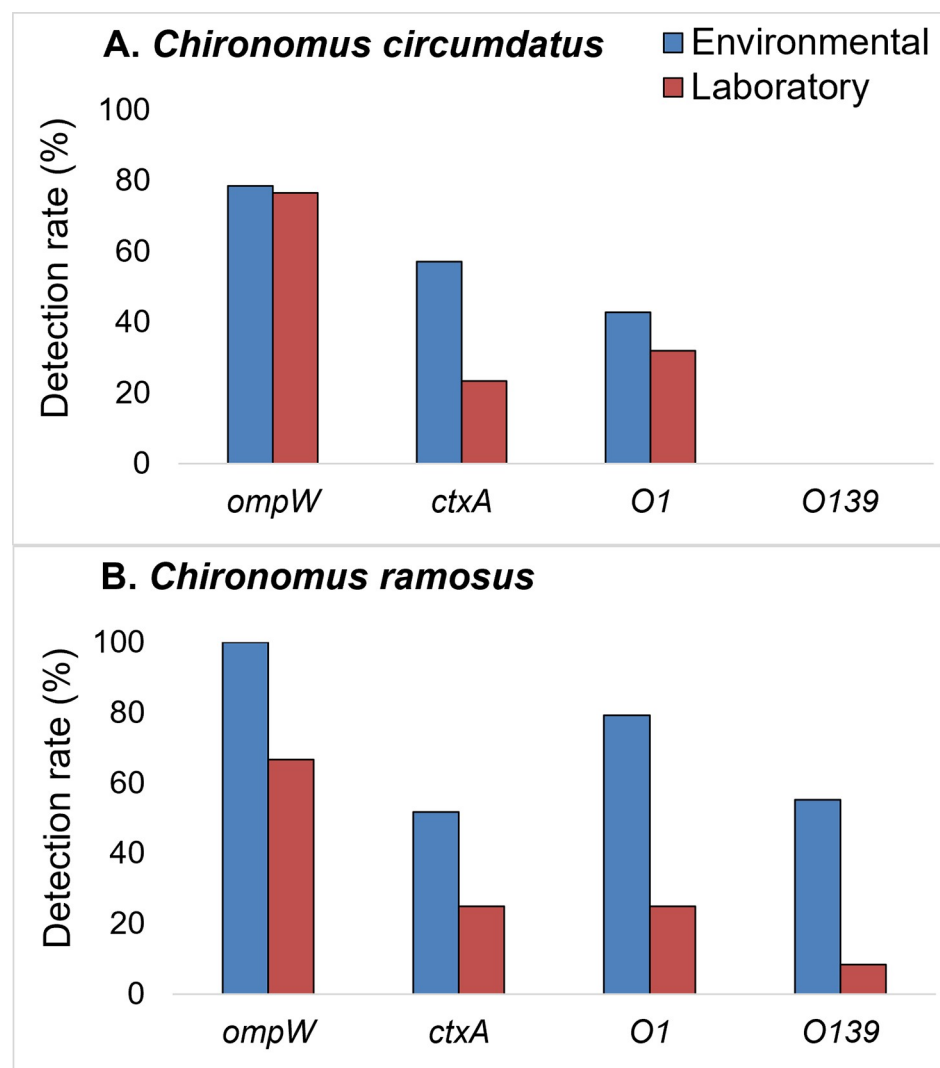 A. Chironomus circumdatus
Environmental
Laboratory
Detection rate (%)
100
80
60
40
20
0
ompW ctxA O1 O139
B. Chironomus ramosus
Detection rate (%)
100
80
60
40
20
0
ompW ctxA O1 O139